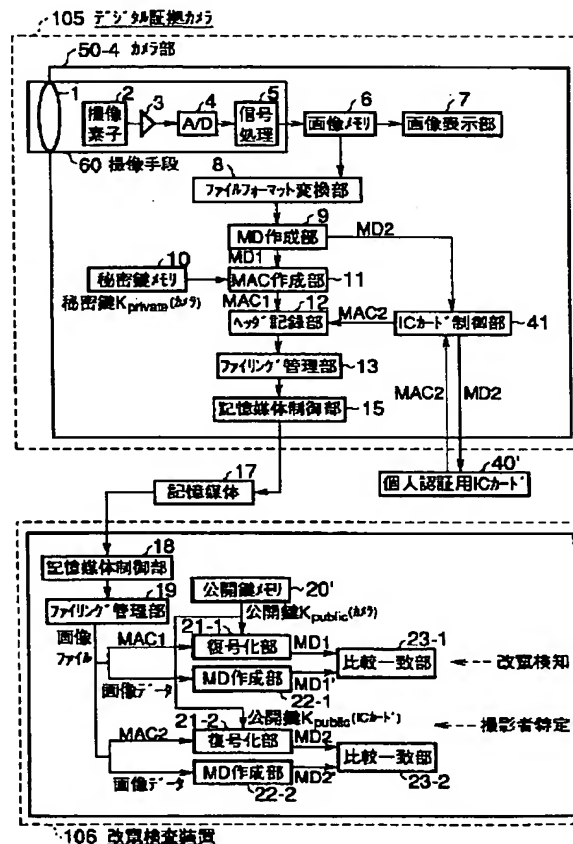 105 デジタル証拠カメラ
50-4 カメラ部
1
2
3
4
5
6
7
撮像素子
A/D
信号処理
画像メモリ
画像表示部
60 撮像手段
8
ファイルフォーマット変換部
9
MD作成部
MD2
MD1
10
秘密鍵メモリ
MAC作成部
11
秘密鍵Kprivate(カメラ)
MAC1
12
ヘッダ記録部
MAC2
ICカード制御部
41
ファイリング管理部
13
記憶媒体制御部
15
MAC2
MD2
17
記憶媒体
40'
個人認証用ICカード
18
記憶媒体制御部
19
ファイリング管理部
公開鍵メモリ
20'
公開鍵Kpublic(カメラ)
画像ファイル
MAC1
21-1
復号化部
MD1
23-1
比較一致部
改竄検知
画像データ
MD作成部
MD1'
22-1
公開鍵Kpublic(ICカード)
撮影者特定
MAC2
21-2
復号化部
MD2
比較一致部
23-2
画像データ
MD作成部
MD2'
22-2
106 改竄検査装置